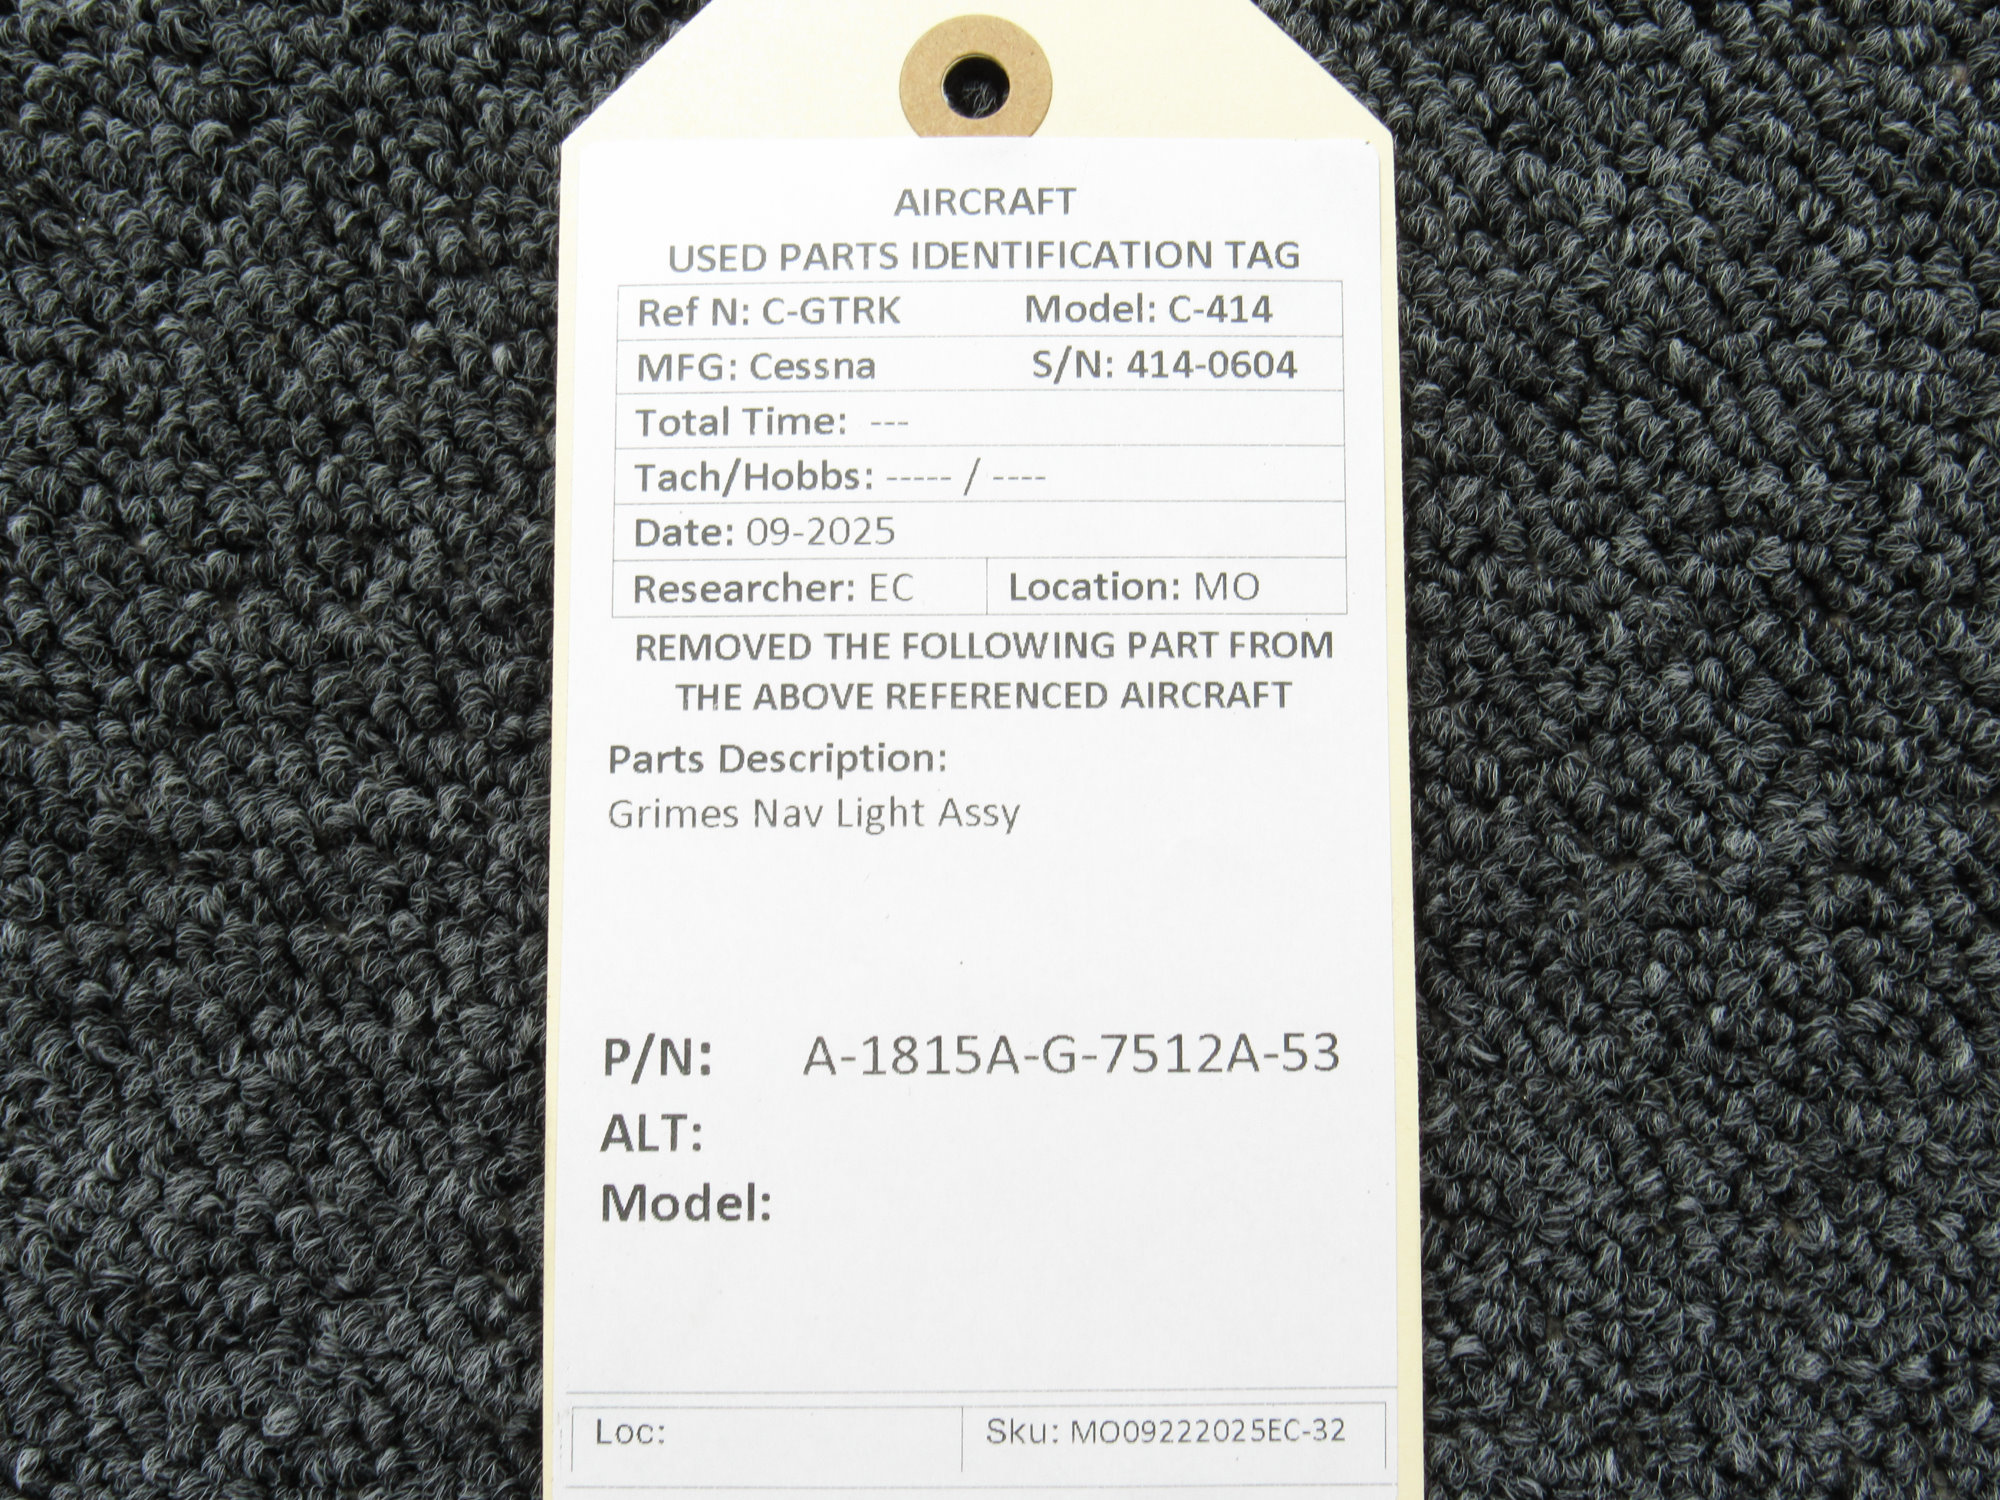 AIRCRAFT
USED PARTS IDENTIFICATION TAG
Ref N: C-GTRK Model: C-414
MFG: Cessna S/N: 414-0604
Total Time: ---
Tach/Hobbs: ----- / ----
Date: 09-2025
Researcher: EC Location: MO
REMOVED THE FOLLOWING PART FROM
THE ABOVE REFERENCED AIRCRAFT
Parts Description:
Grimes Nav Light Assy
P/N: A-1815A-G-7512A-53
ALT:
Model:
Loc: Sku: MO09222025EC-32